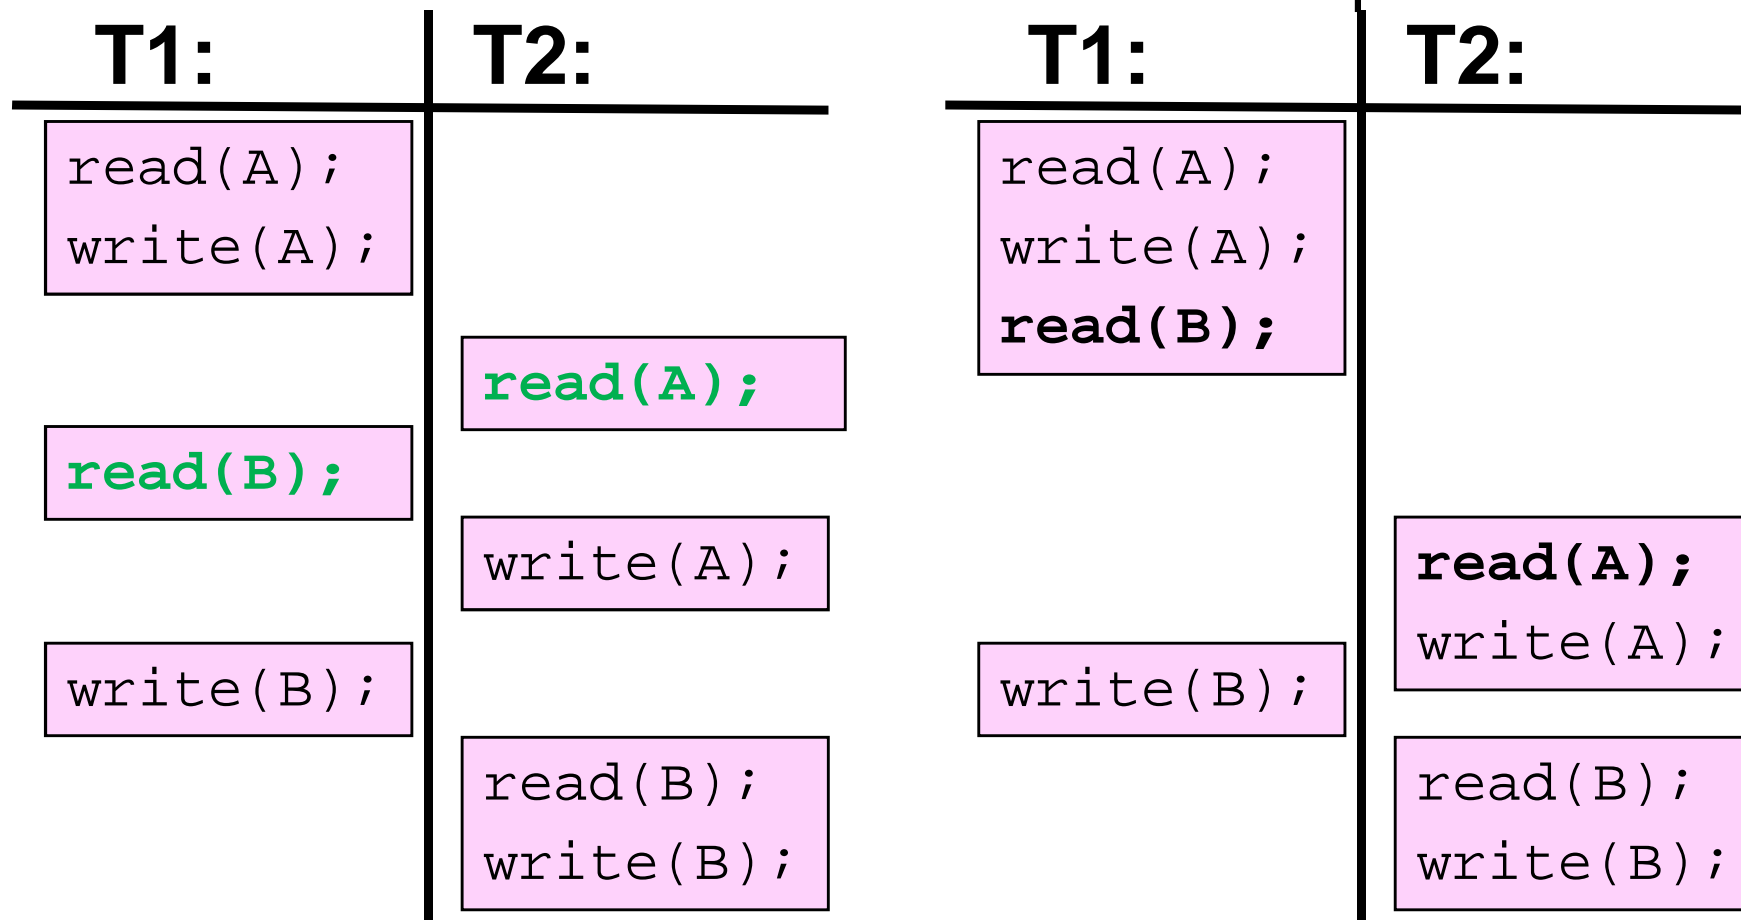 T1:
T2:
read(A);
write(A);
read(A);
read(B);
write(A);
write(B);
read(B);
write(B);
T1:
T2:
read(A);
write(A);
read(B);
read(A);
write(A);
write(B);
read(B);
write(B);